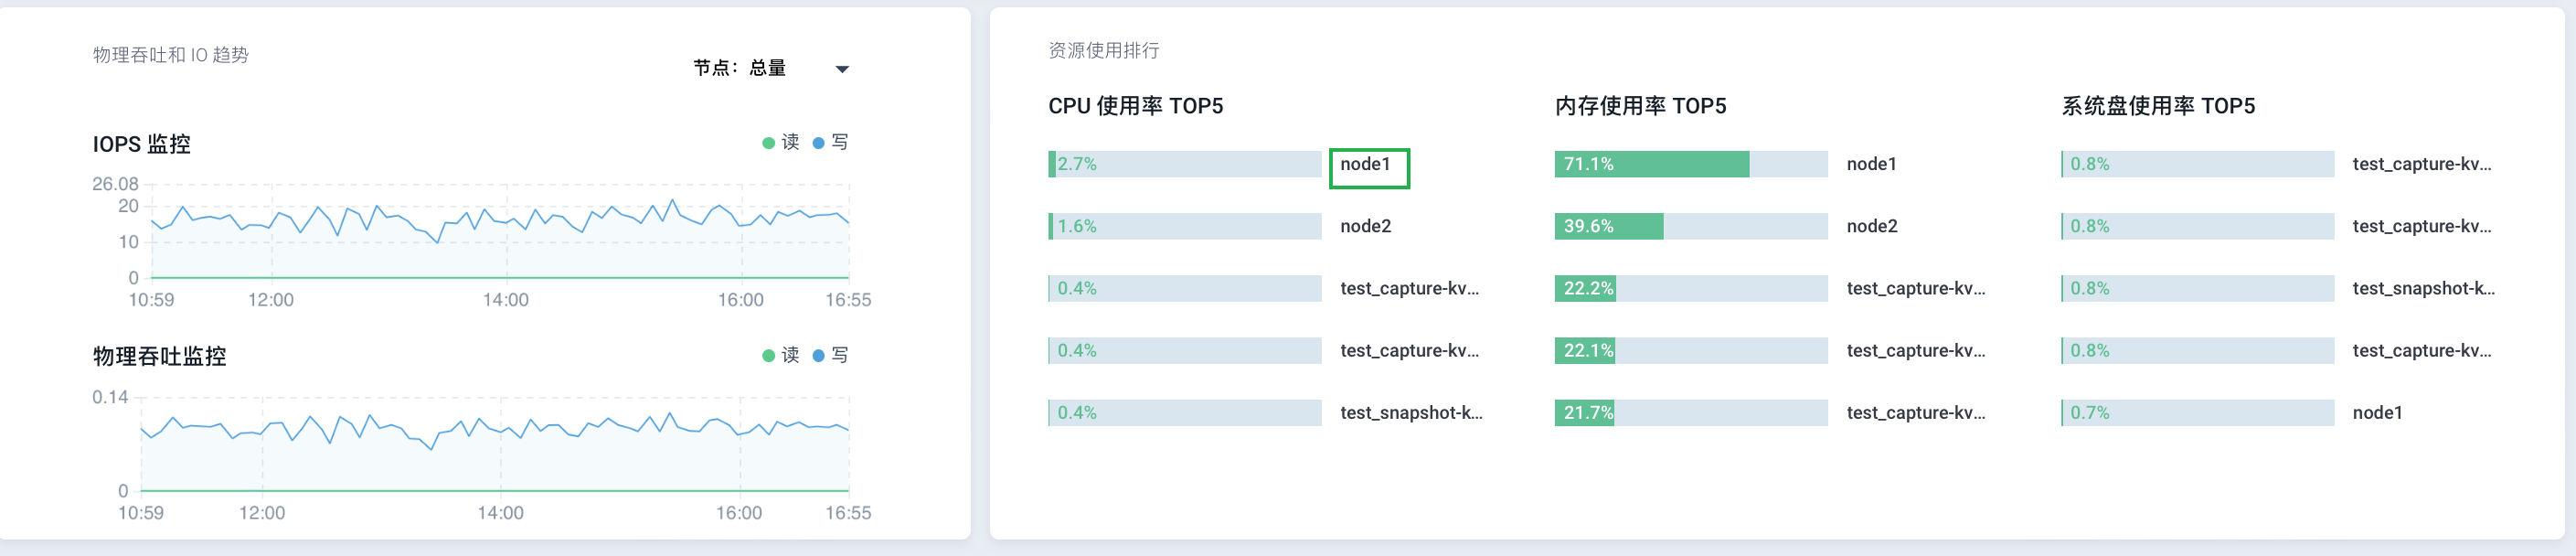 物理吞吐和 IO 趋势
节点：总量
IOPS 监控
读 写
26.08
20
10
0
10:59 12:00 14:00 16:00 16:55
物理吞吐监控
读 写
0.14
0
10:59 12:00 14:00 16:00 16:55
资源使用排行
CPU 使用率 TOP5
2.7% node1
1.6% node2
0.4% test_capture-kv...
0.4% test_capture-kv...
0.4% test_snapshot-k...
内存使用率 TOP5
71.1% node1
39.6% node2
22.2% test_capture-kv...
22.1% test_capture-kv...
21.7% test_capture-kv...
系统盘使用率 TOP5
0.8% test_capture-kv...
0.8% test_capture-kv...
0.8% test_snapshot-k...
0.8% test_capture-kv...
0.7% node1